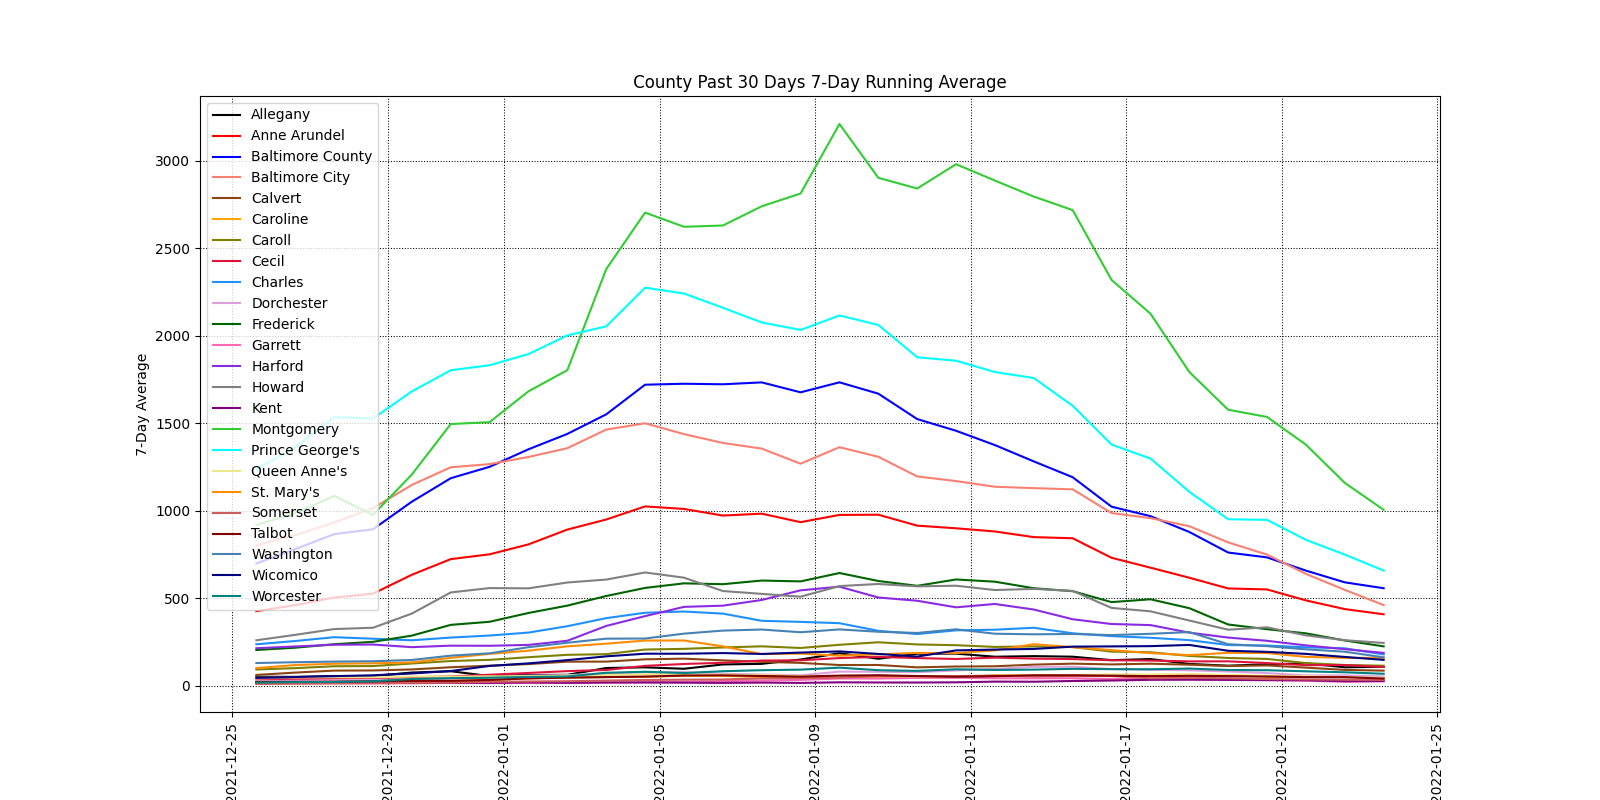 County Past 30 Days 7-Day Running Average
Allegany
Anne Arundel
Baltimore County
Baltimore City
Calvert
Caroline
Caroll
Cecil
Charles
Dorchester
Frederick
Garrett
Harford
Howard
Kent
Montgomery
Prince George's
Queen Anne's
St. Mary's
Somerset
Talbot
Washington
Wicomico
Worcester
7-Day Average
3000
2500
2000
1500
1000
500
0
2021-12-25
2021-12-29
2022-01-01
2022-01-05
2022-01-09
2022-01-13
2022-01-17
2022-01-21
2022-01-25